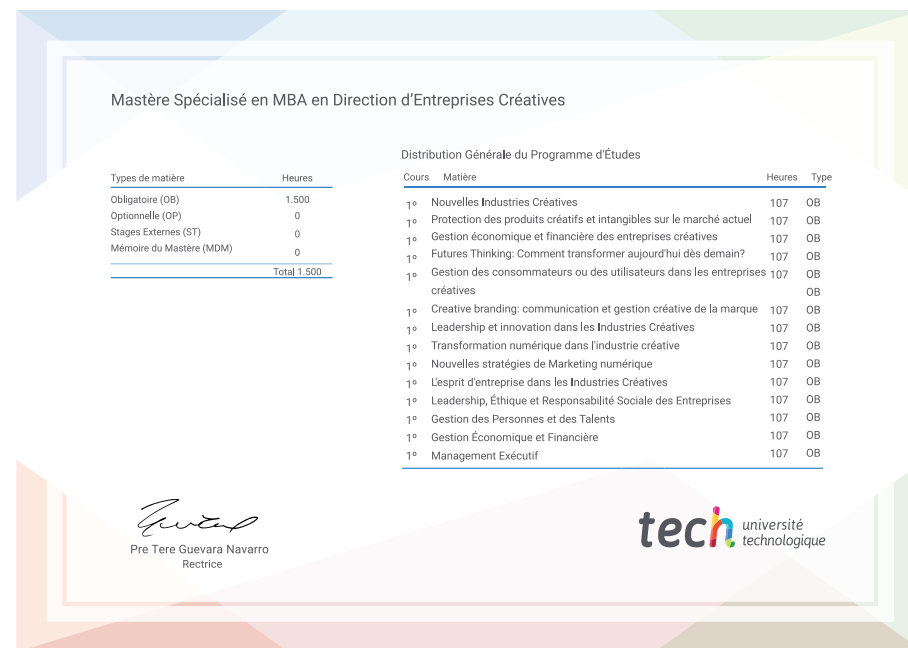 Mastère Spécialisé en MBA en Direction d'Entreprises Créatives
Types de matière Heures
Obligatoire (OB) 1.500
Optionnelle (OP) 0
Stages Externes (ST) 0
Mémoire du Mastère (MDM) 0
Total 1.500
Distribution Générale du Programme d'Études
Cours Matière Heures Type
1º Nouvelles Industries Créatives 107 OB
1º Protection des produits créatifs et intangibles sur le marché actuel 107 OB
1º Gestion économique et financière des entreprises créatives 107 OB
1º Futures Thinking: Comment transformer aujourd'hui dès demain? 107 OB
1º Gestion des consommateurs ou des utilisateurs dans les entreprises 107 OB
créatives OB
1º Creative branding: communication et gestion créative de la marque 107 OB
1º Leadership et innovation dans les Industries Créatives 107 OB
1º Transformation numérique dans l'industrie créative 107 OB
1º Nouvelles stratégies de Marketing numérique 107 OB
1º L'esprit d'entreprise dans les Industries Créatives 107 OB
1º Leadership, Éthique et Responsabilité Sociale des Entreprises 107 OB
1º Gestion des Personnes et des Talents 107 OB
1º Gestion Économique et Financière 107 OB
1º Management Exécutif 107 OB
Pre Tere Guevara Navarro
Rectrice
tech université
technologique